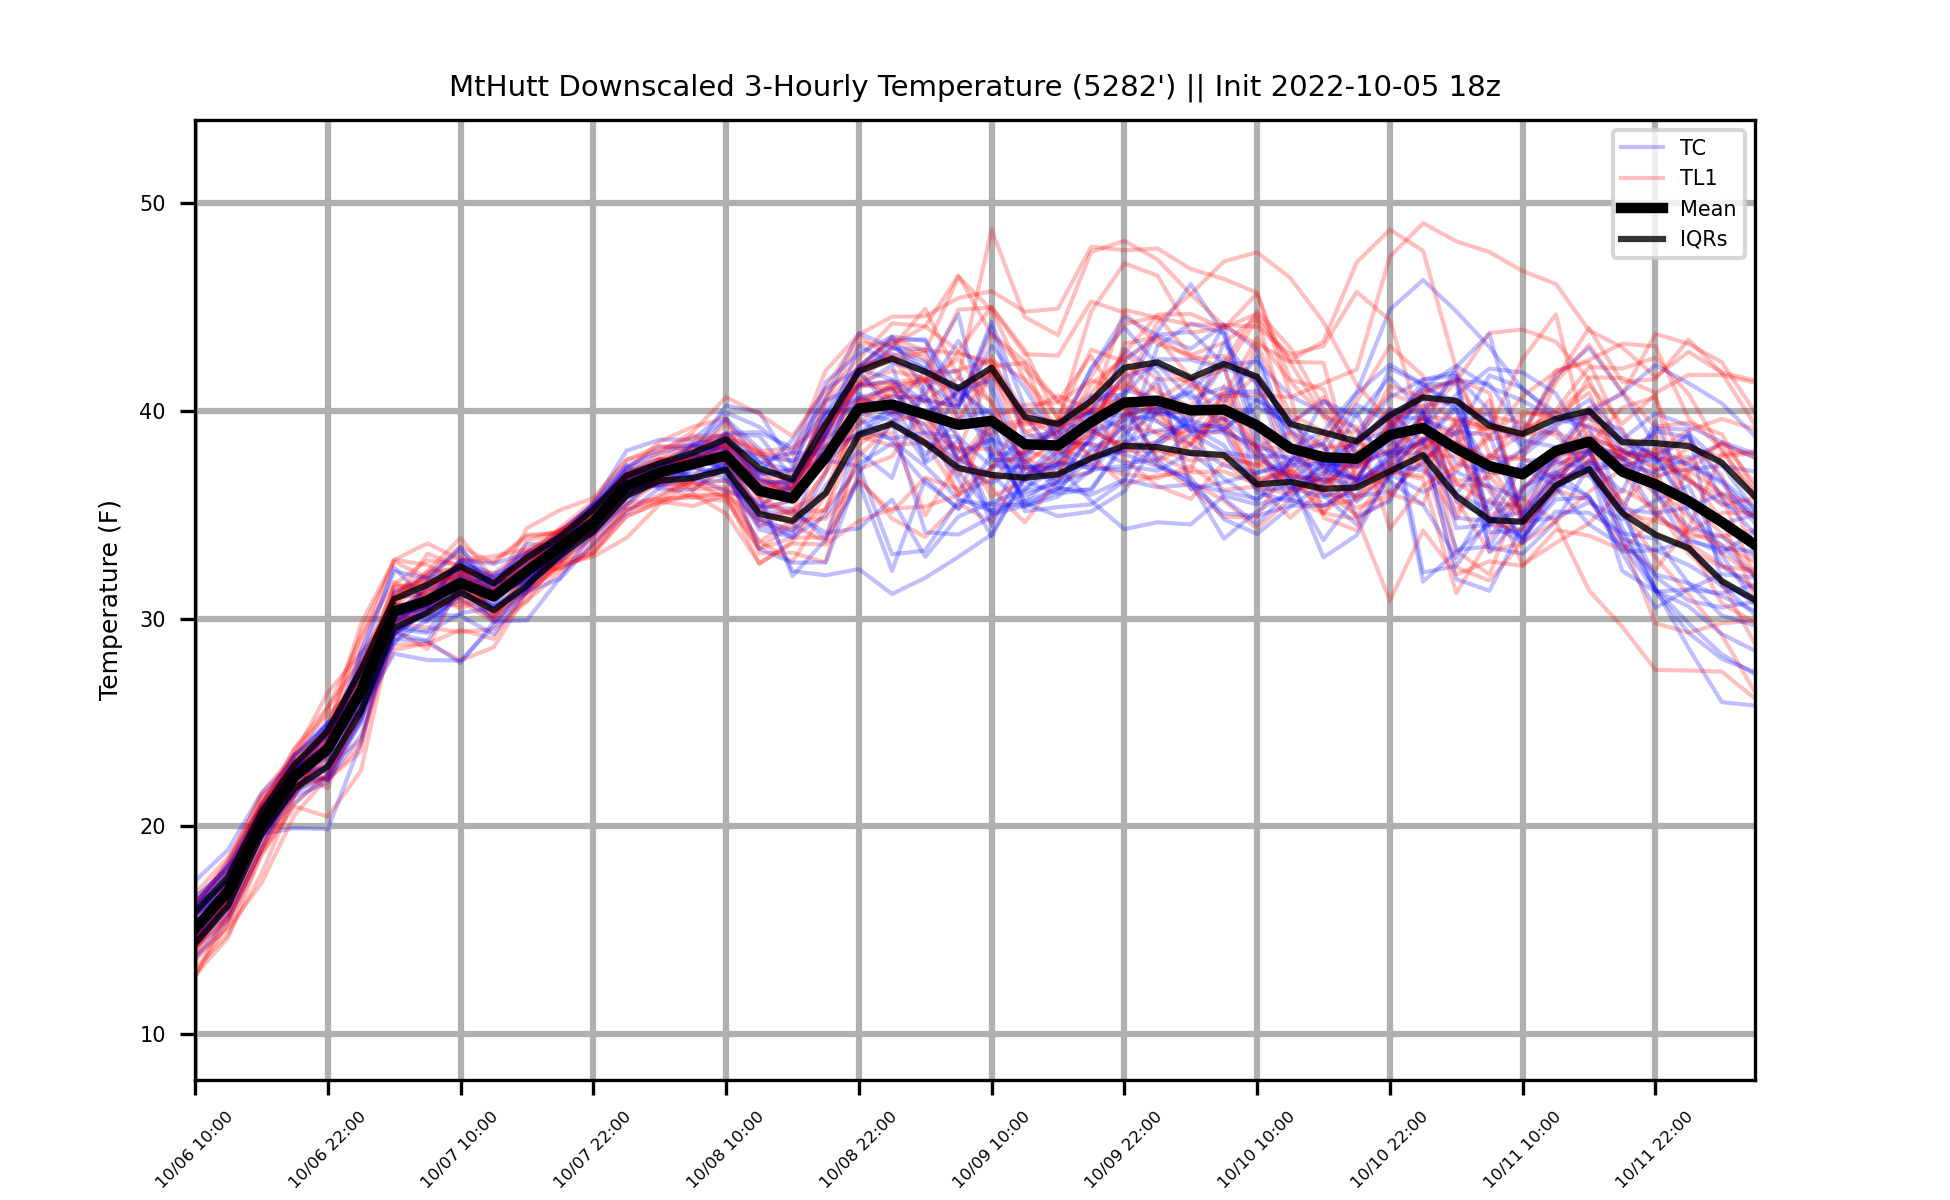 MtHutt Downscaled 3-Hourly Temperature (5282') || Init 2022-10-05 18z
TC
TL1
Mean
IQRs
Temperature (F)
50
40
30
20
10
10/06 10:00
10/06 22:00
10/07 10:00
10/07 22:00
10/08 10:00
10/08 22:00
10/09 10:00
10/09 22:00
10/10 10:00
10/10 22:00
10/11 10:00
10/11 22:00